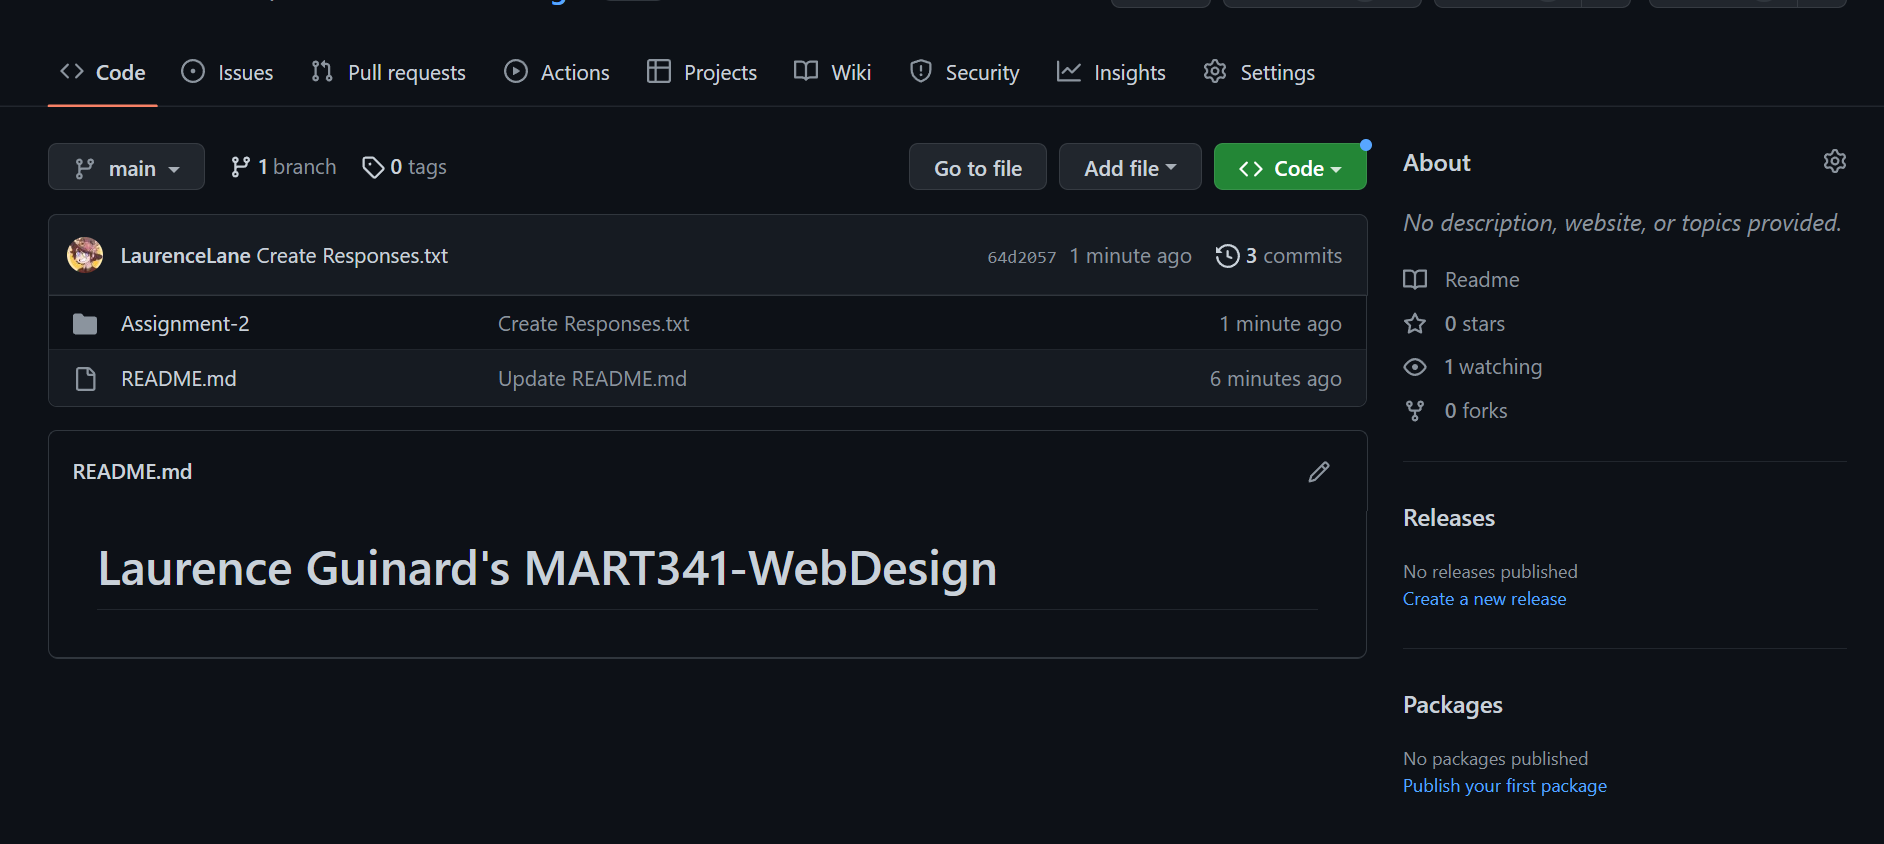 Code Issues Pull requests Actions Projects Wiki Security Insights Settings
main 1 branch 0 tags Go to file Add file Code
LaurenceLane Create Responses.txt 64d2057 1 minute ago 3 commits
Assignment-2 Create Responses.txt 1 minute ago
README.md Update README.md 6 minutes ago
README.md
Laurence Guinard's MART341-WebDesign
About
No description, website, or topics provided.
Readme
0 stars
1 watching
0 forks
Releases
No releases published
Create a new release
Packages
No packages published
Publish your first package